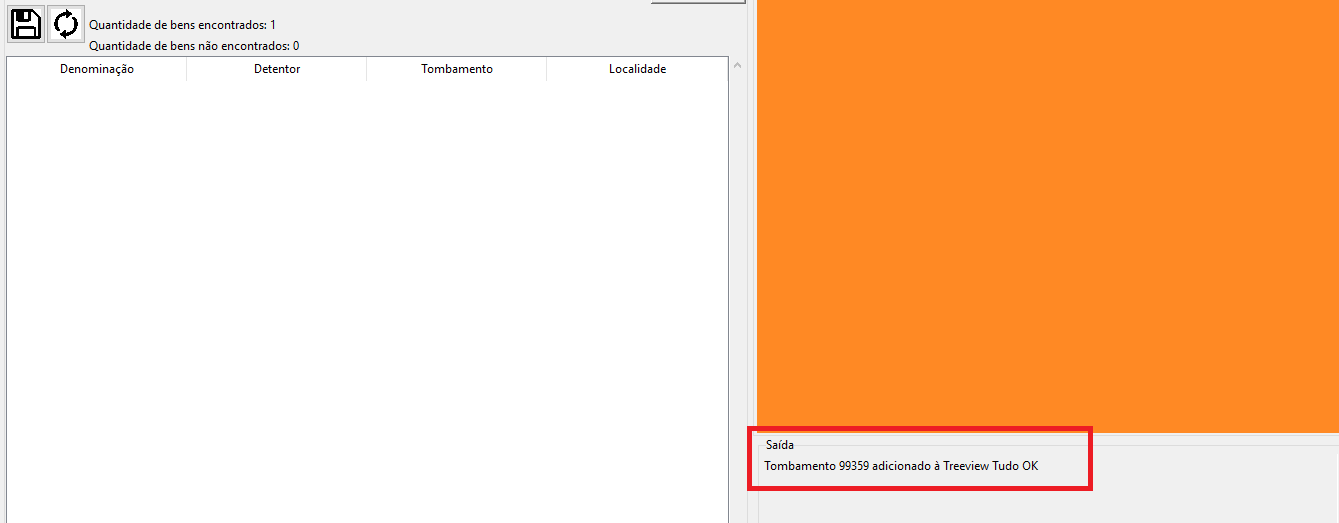 Quantidade de bens encontrados: 1
Quantidade de bens não encontrados: 0
Denominação Detentor Tombamento Localidade
Saída
Tombamento 99359 adicionado à Treeview Tudo OK